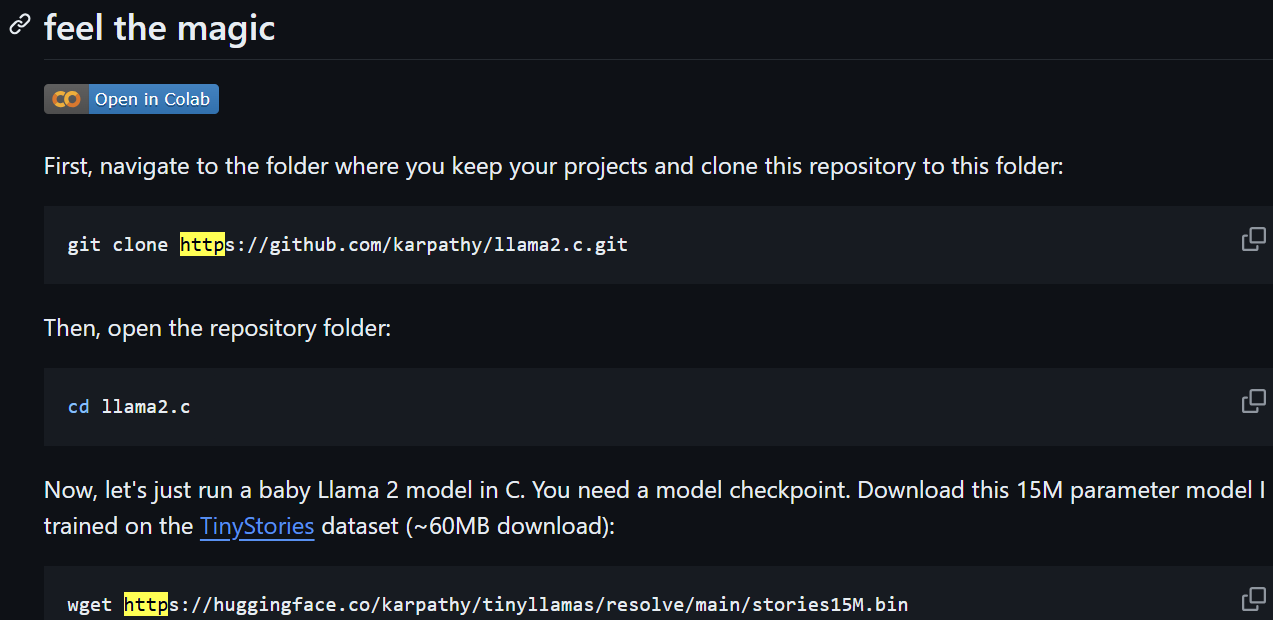 feel the magic
Open in Colab
First, navigate to the folder where you keep your projects and clone this repository to this folder:
git clone https://github.com/karpathy/llama2.c.git
Then, open the repository folder:
cd llama2.c
Now, let's just run a baby Llama 2 model in C. You need a model checkpoint. Download this 15M parameter model I
trained on the TinyStories dataset (~60MB download):
wget https://huggingface.co/karpathy/tinyllamas/resolve/main/stories15M.bin